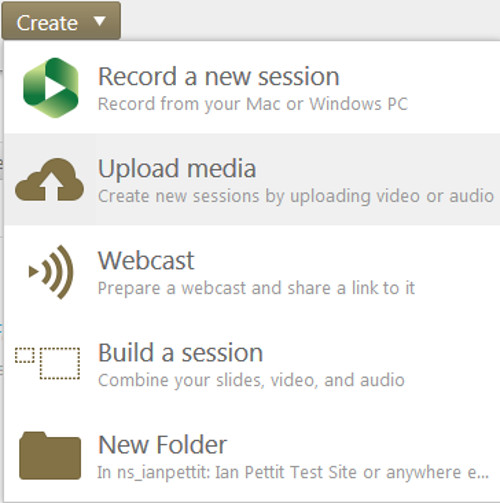 Create
Record a new session
Record from your Mac or Windows PC
Upload media
Create new sessions by uploading video or audio
Webcast
Prepare a webcast and share a link to it
Build a session
Combine your slides, video, and audio
New Folder
In ns_ianpettit: Ian Pettit Test Site or anywhere e...